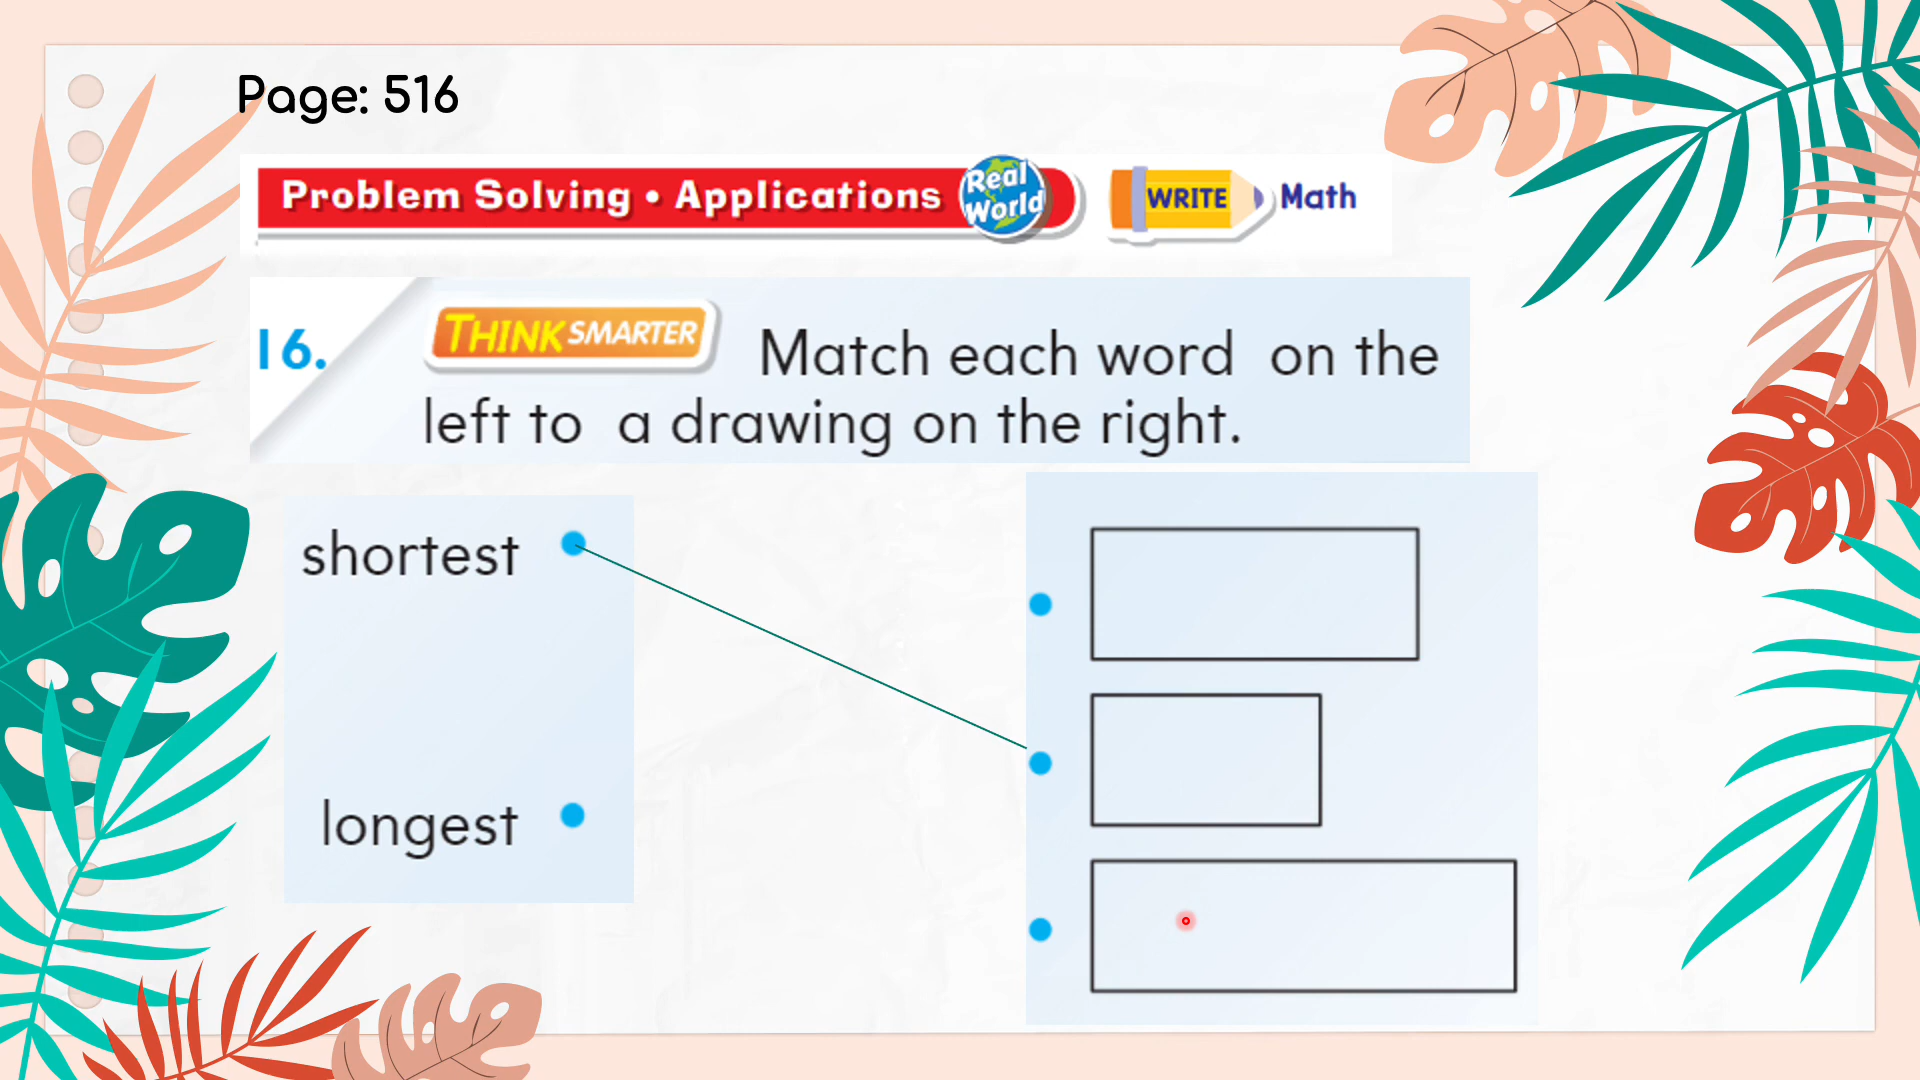 Page: 516
Problem Solving • Applications Real World WRITE Math
16. THINK SMARTER Match each word on the
left to a drawing on the right.
shortest
longest